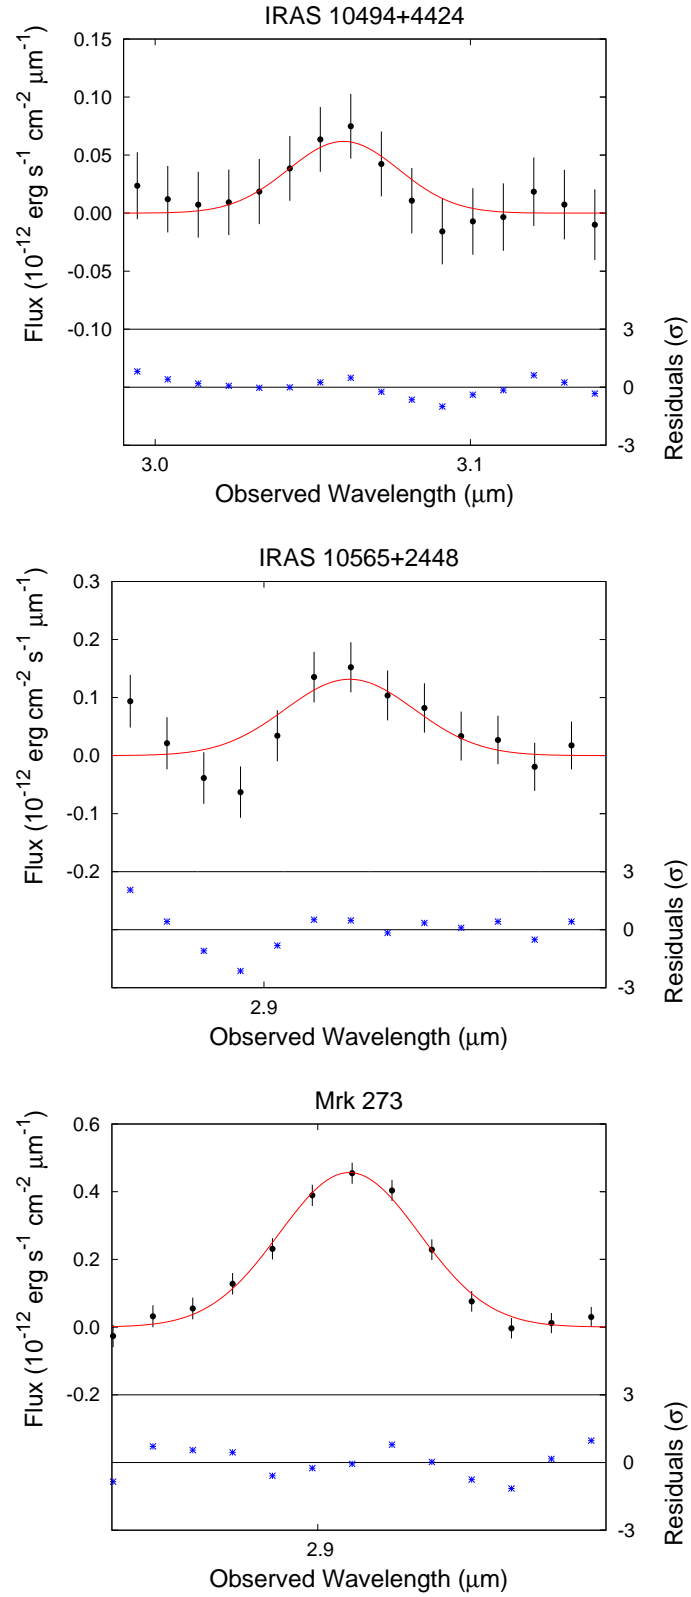 IRAS 10494+4424
Flux (10-12 erg s-1 cm-2 μm-1)
0.15
0.10
0.05
0.00
-0.05
-0.10
3
0
-3
Residuals (σ)
3.0 3.1
Observed Wavelength (μm)
IRAS 10565+2448
Flux (10-12 erg cm-2 s-1 μm-1)
0.3
0.2
0.1
0.0
-0.1
-0.2
3
0
-3
Residuals (σ)
2.9
Observed Wavelength (μm)
Mrk 273
Flux (10-12 erg s-1 cm-2 μm-1)
0.6
0.4
0.2
0.0
-0.2
3
0
-3
Residuals (σ)
2.9
Observed Wavelength (μm)